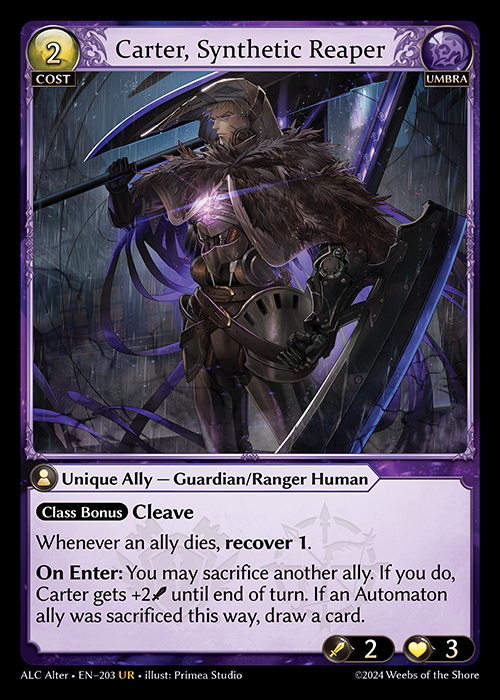 2
COST
Carter, Synthetic Reaper
UMBRA
Unique Ally — Guardian/Ranger Human
Class Bonus Cleave
Whenever an ally dies, recover 1.
On Enter: You may sacrifice another ally. If you do,
Carter gets +2 until end of turn. If an Automaton
ally was sacrificed this way, draw a card.
2
3
ALC Alter • EN–203 UR • illust: Primea Studio
©2024 Weebs of the Shore